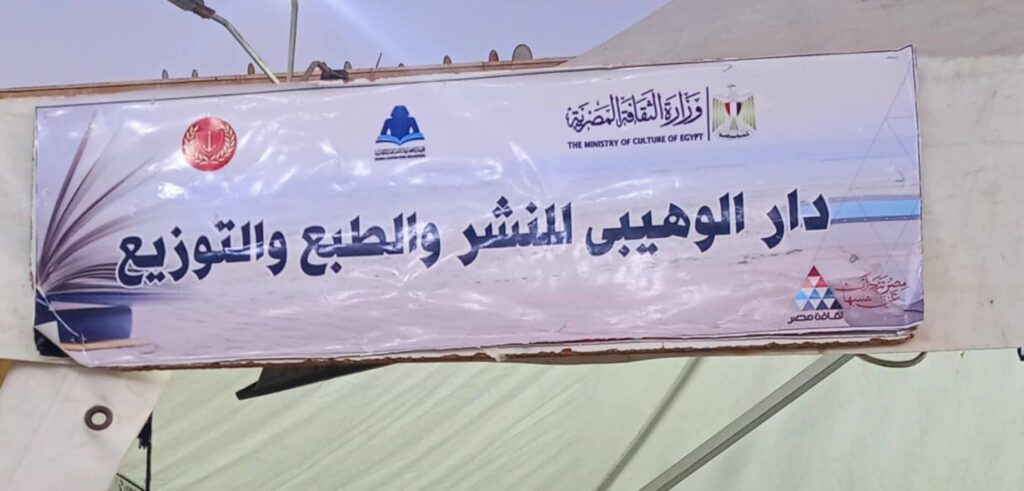 وزارة الثقافة المصرية
THE MINISTRY OF CULTURE OF EGYPT
دار الوهيبى للنشر والطبع والتوزيع
ثقافة مصر